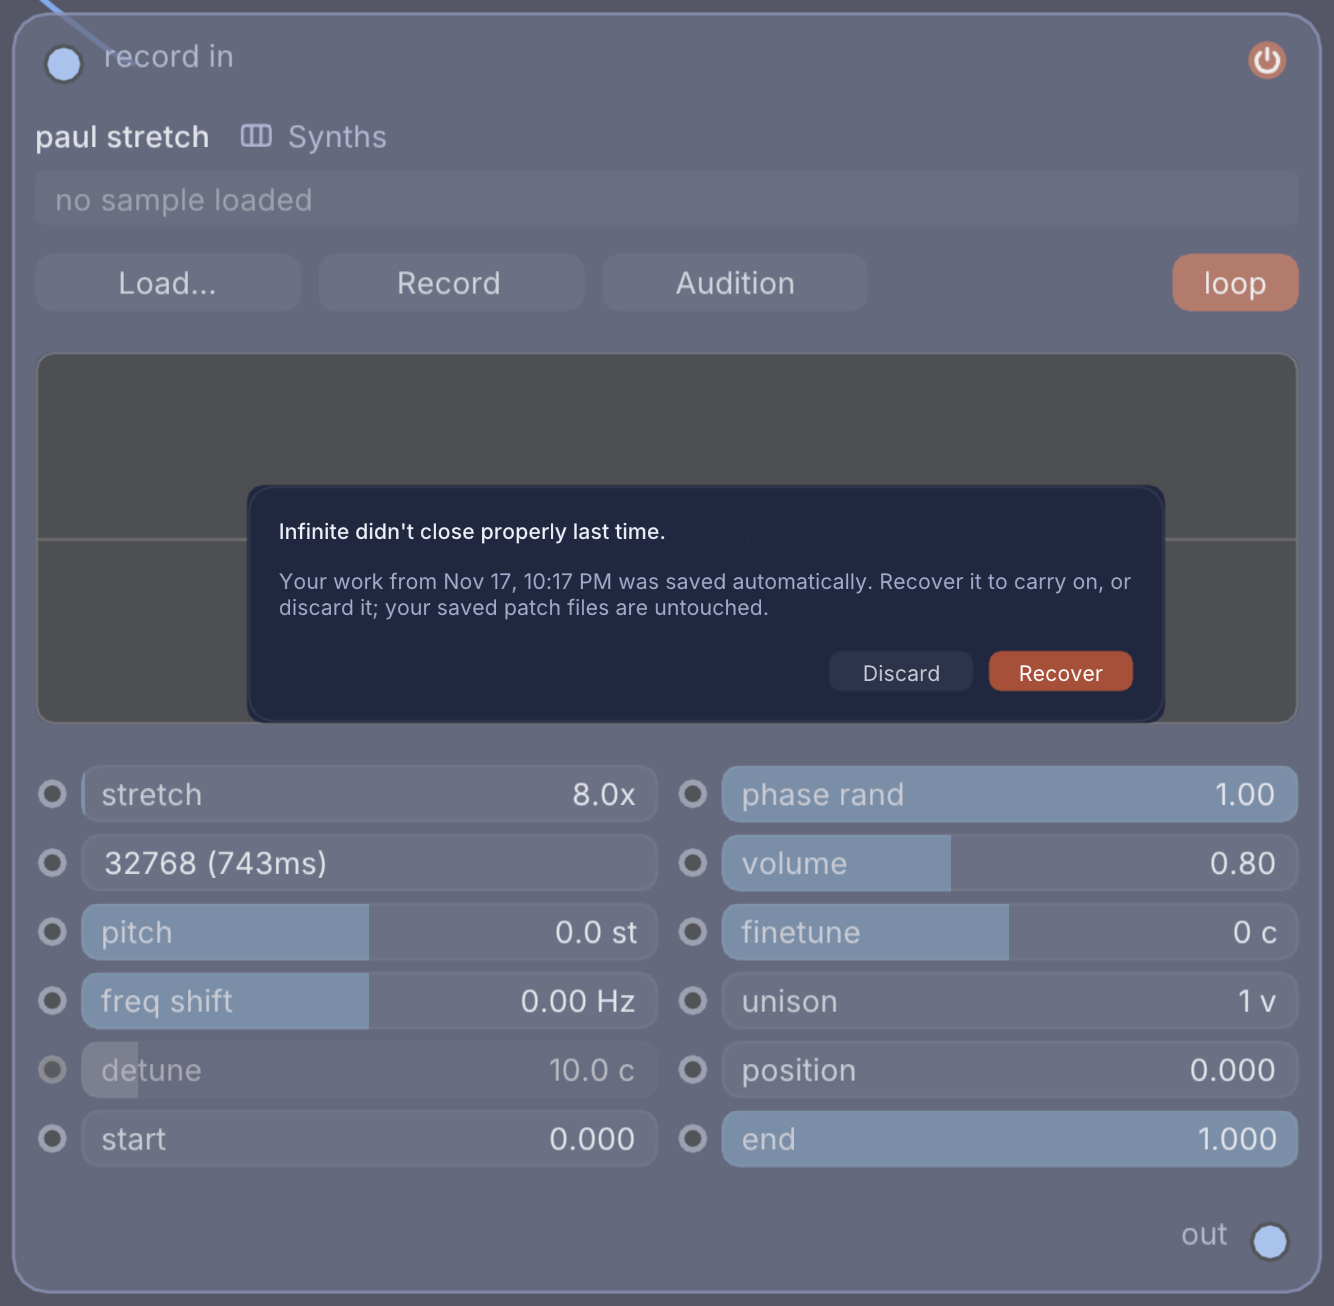 record in
paul stretch Synths
no sample loaded
Load... Record Audition loop
Infinite didn't close properly last time.
Your work from Nov 17, 10:17 PM was saved automatically. Recover it to carry on, or
discard it; your saved patch files are untouched.
Discard Recover
stretch 8.0x phase rand 1.00
32768 (743ms) volume 0.80
pitch 0.0 st finetune 0 c
freq shift 0.00 Hz unison 1 v
detune 10.0 c position 0.000
start 0.000 end 1.000
out